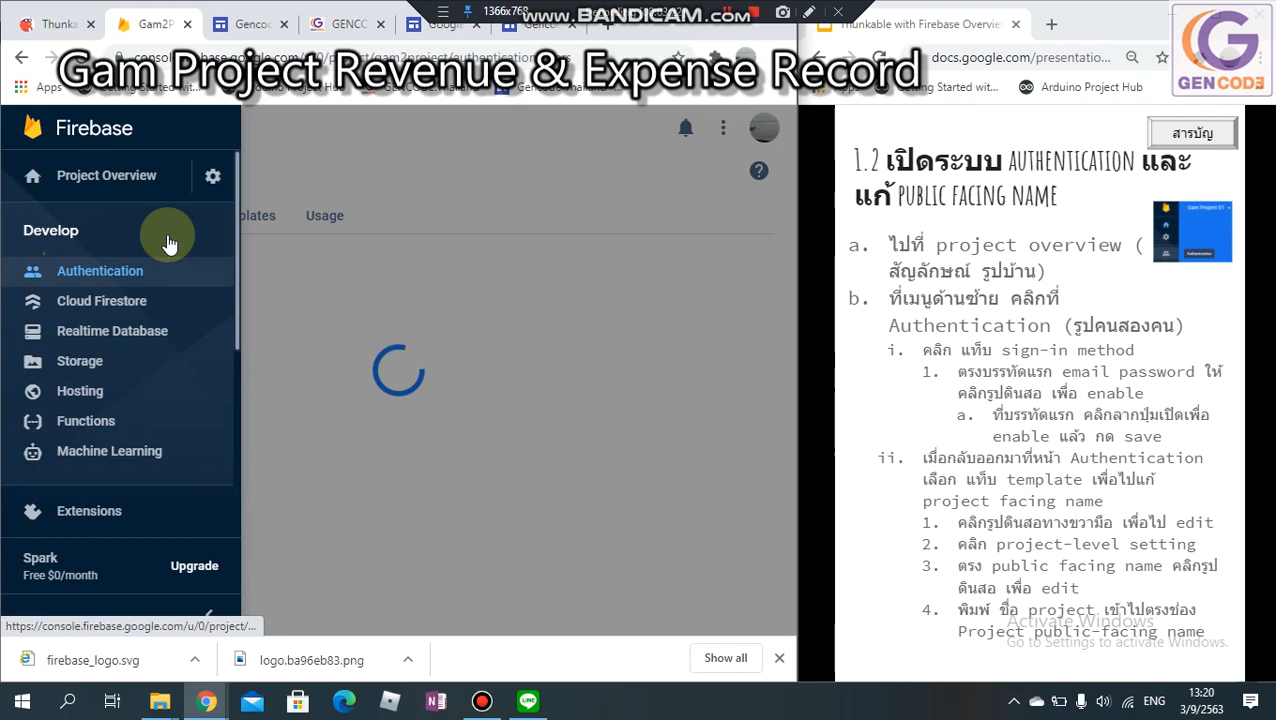 1366x768
www.BANDICAM.com
Gam2P
Genco
GENCO
Google
Genco
Thunkable with Firebase Overvie
docs.google.com/presentatio...
Gam Project Revenue & Expense Record
GENCODE
Apps
Arduino Project Hub
Firebase
สารบัญ
Project Overview
1.2 เปิดระบบ AUTHENTICATION และ
แก้ PUBLIC FACING NAME
plates
Usage
Develop
Authentication
Cloud Firestore
Realtime Database
Storage
Hosting
Functions
Machine Learning
Extensions
Spark
Free $0/month
Upgrade
https://console.firebase.google.com/u/0/project/...
a. ไปที่ project overview (
สัญลักษณ์ รูปบ้าน)
b. ที่เมนูด้านซ้าย คลิกที่
Authentication (รูปคนสองคน)
i. คลิก แท็บ sign-in method
1. ตรงบรรทัดแรก email password ให้
คลิกรูปดินสอ เพื่อ enable
a. ที่บรรทัดแรก คลิกลากปุ่มเปิดเพื่อ
enable แล้ว กด save
ii. เมื่อกลับออกมาที่หน้า Authentication
เลือก แท็บ template เพื่อไปแก้
project facing name
1. คลิกรูปดินสอทางขวามือ เพื่อไป edit
2. คลิก project-level setting
3. ตรง public facing name คลิกรูป
ดินสอ เพื่อ edit
4. พิมพ์ ชื่อ project เข้าไปตรงช่อง
Project public-facing name
Activate Windows
Go to Settings to activate Windows.
firebase_logo.svg
logo.ba96eb83.png
Show all
ENG
13:20
3/9/2563